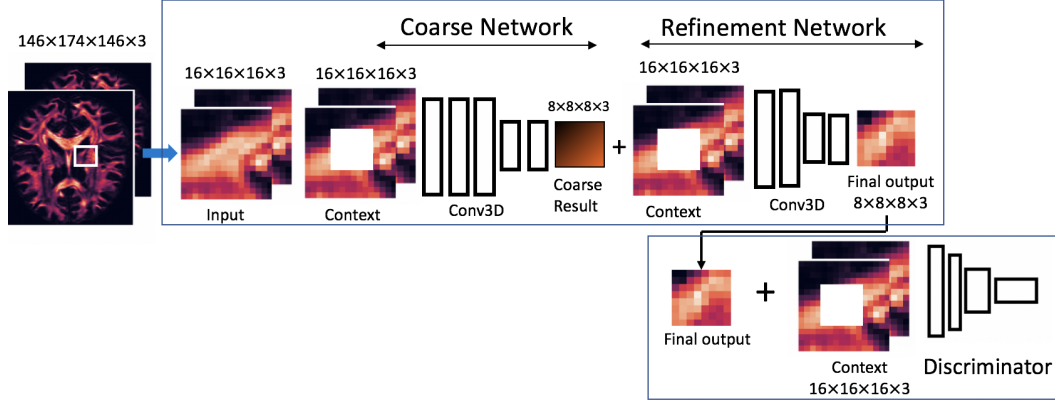 Coarse Network
Refinement Network
146×174×146×3
16×16×16×3
16×16×16×3
16×16×16×3
8×8×8×3
+
Input
Context
Conv3D
Coarse
Result
Context
Conv3D
Final output
8×8×8×3
+
Final output
Context
16×16×16×3
Discriminator